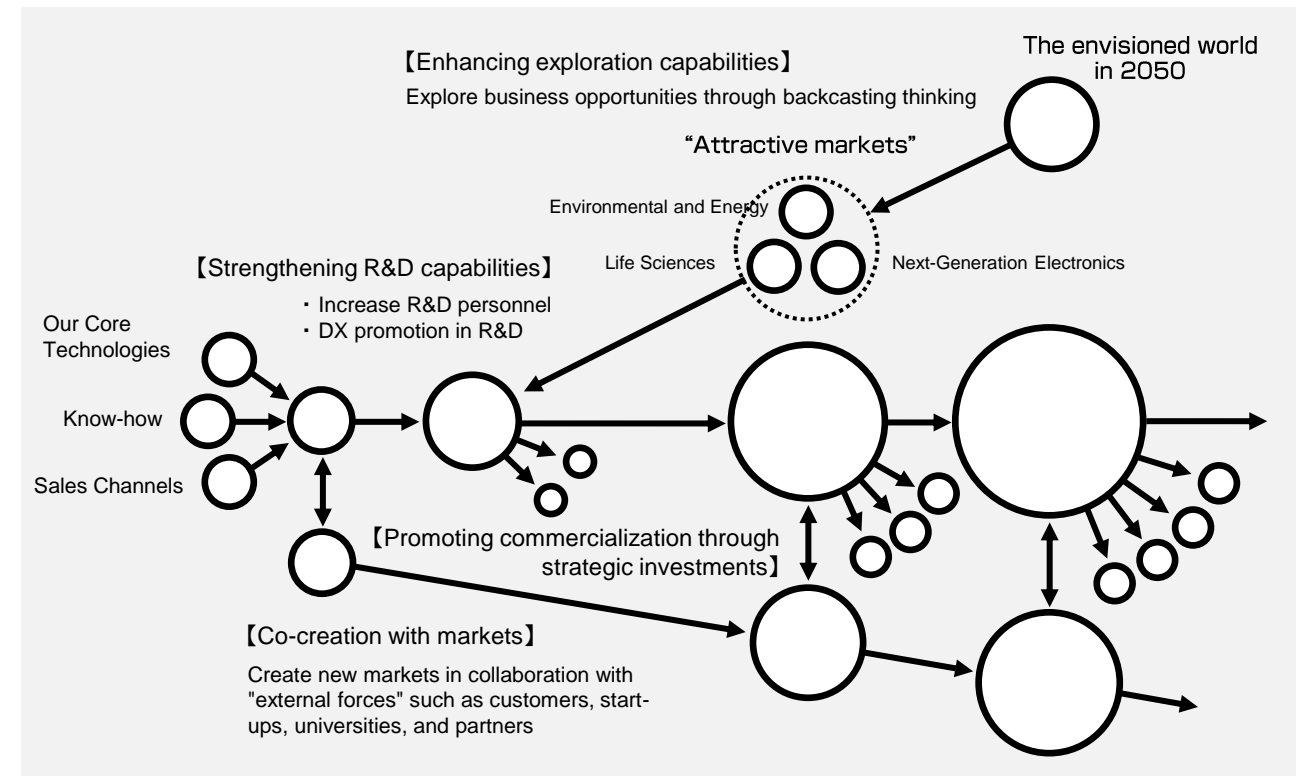 The envisioned world
in 2050
【Enhancing exploration capabilities】
Explore business opportunities through backcasting thinking
“Attractive markets”
Environmental and Energy
Life Sciences
Next-Generation Electronics
【Strengthening R&D capabilities】
・ Increase R&D personnel
・ DX promotion in R&D
Our Core
Technologies
Know-how
Sales Channels
【Promoting commercialization through
strategic investments】
【Co-creation with markets】
Create new markets in collaboration with
"external forces" such as customers, start-
ups, universities, and partners